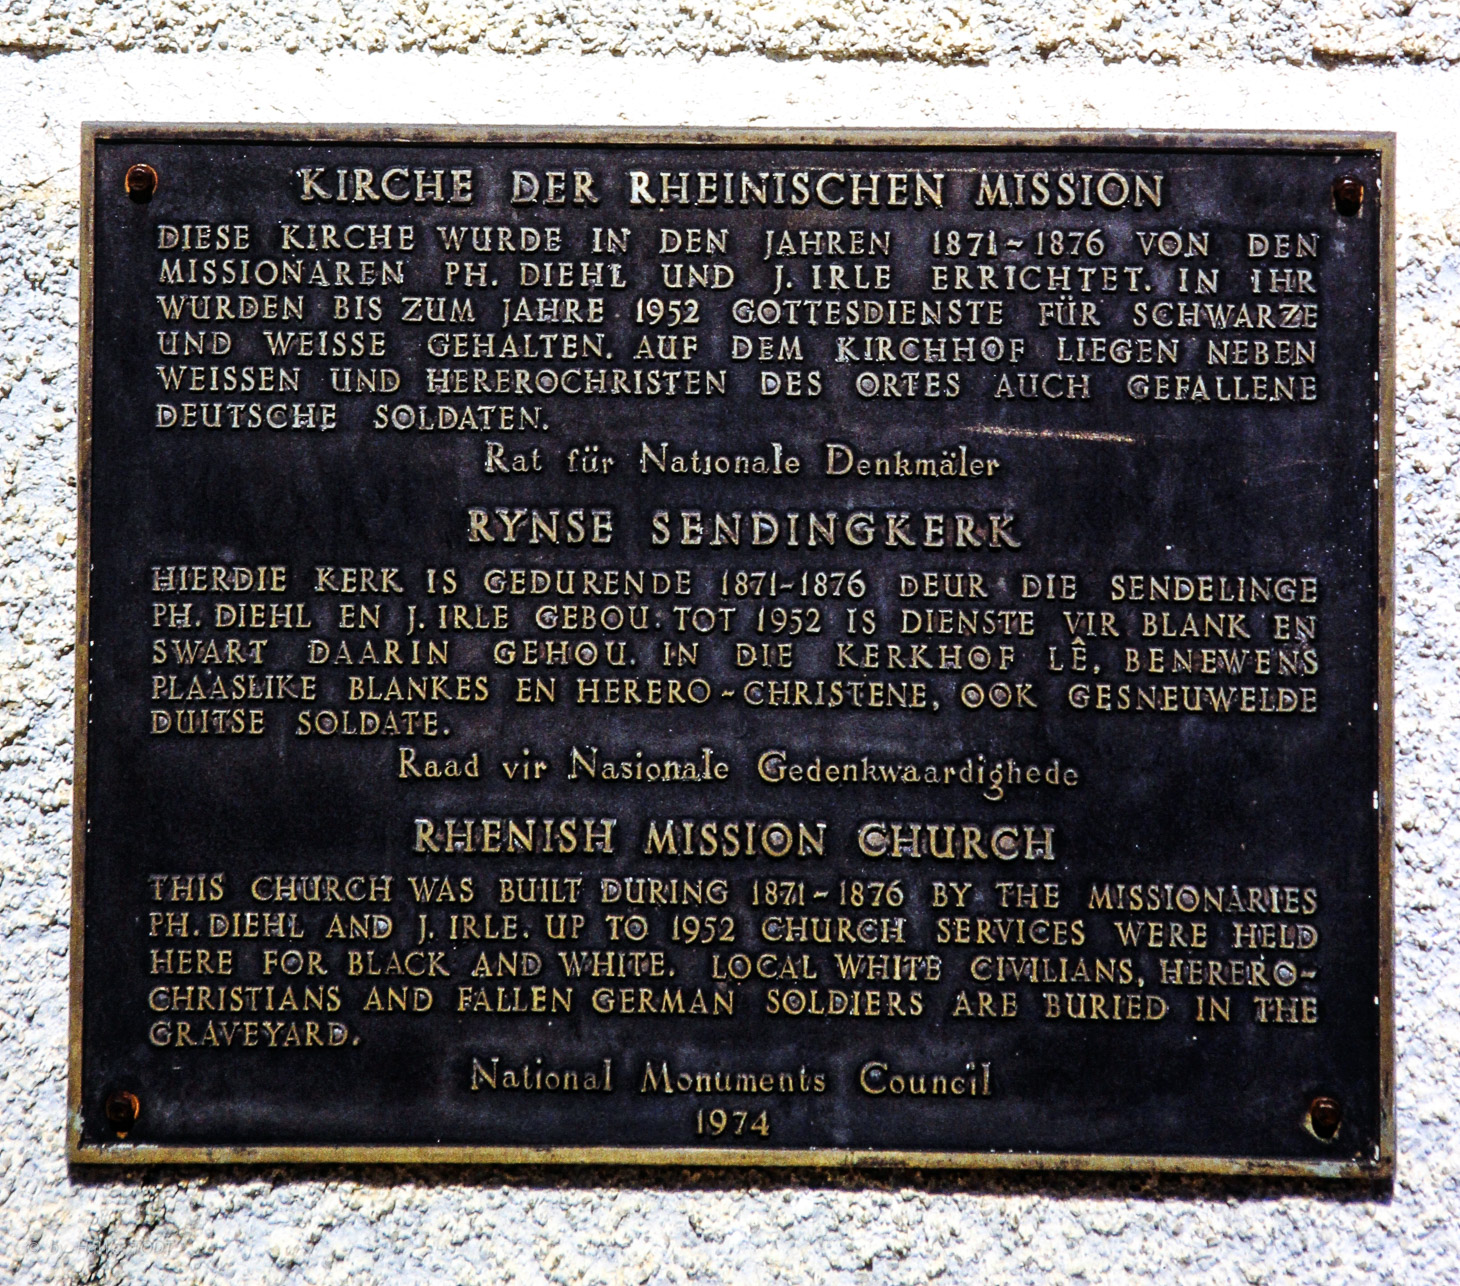 KIRCHE DER RHEINISCHEN MISSION
DIESE KIRCHE WURDE IN DEN JAHREN 1871-1876 VON DEN
MISSIONAREN PH. DIEHL UND J. IRLE ERRICHTET. IN IHR
WURDEN BIS ZUM JAHRE 1952 GOTTESDIENSTE FÜR SCHWARZE
UND WEISSE GEHALTEN. AUF DEM KIRCHHOF LIEGEN NEBEN
WEISSEN UND HEREROCHRISTEN DES ORTES AUCH GEFALLENE
DEUTSCHE SOLDATEN.
Rat für Nationale Denkmäler
RYNSE SENDINGKERK
HIERDIE KERK IS GEDURENDE 1871-1876 DEUR DIE SENDELINGE
PH. DIEHL EN J. IRLE GEBOU. TOT 1952 IS DIENSTE VIR BLANK EN
SWART DAARIN GEHOU. IN DIE KERKHOF LÊ, BENEWENS
PLAASLIKE BLANKES EN HERERO-CHRISTENE, OOK GESNEUWELDE
DUITSE SOLDATE.
Raad vir Nasionale Gedenkwaardighede
RHENISH MISSION CHURCH
THIS CHURCH WAS BUILT DURING 1871-1876 BY THE MISSIONARIES
PH. DIEHL AND J. IRLE. UP TO 1952 CHURCH SERVICES WERE HELD
HERE FOR BLACK AND WHITE. LOCAL WHITE CIVILIANS, HERERO-
CHRISTIANS AND FALLEN GERMAN SOLDIERS ARE BURIED IN THE
GRAVEYARD.
National Monuments Council
1974